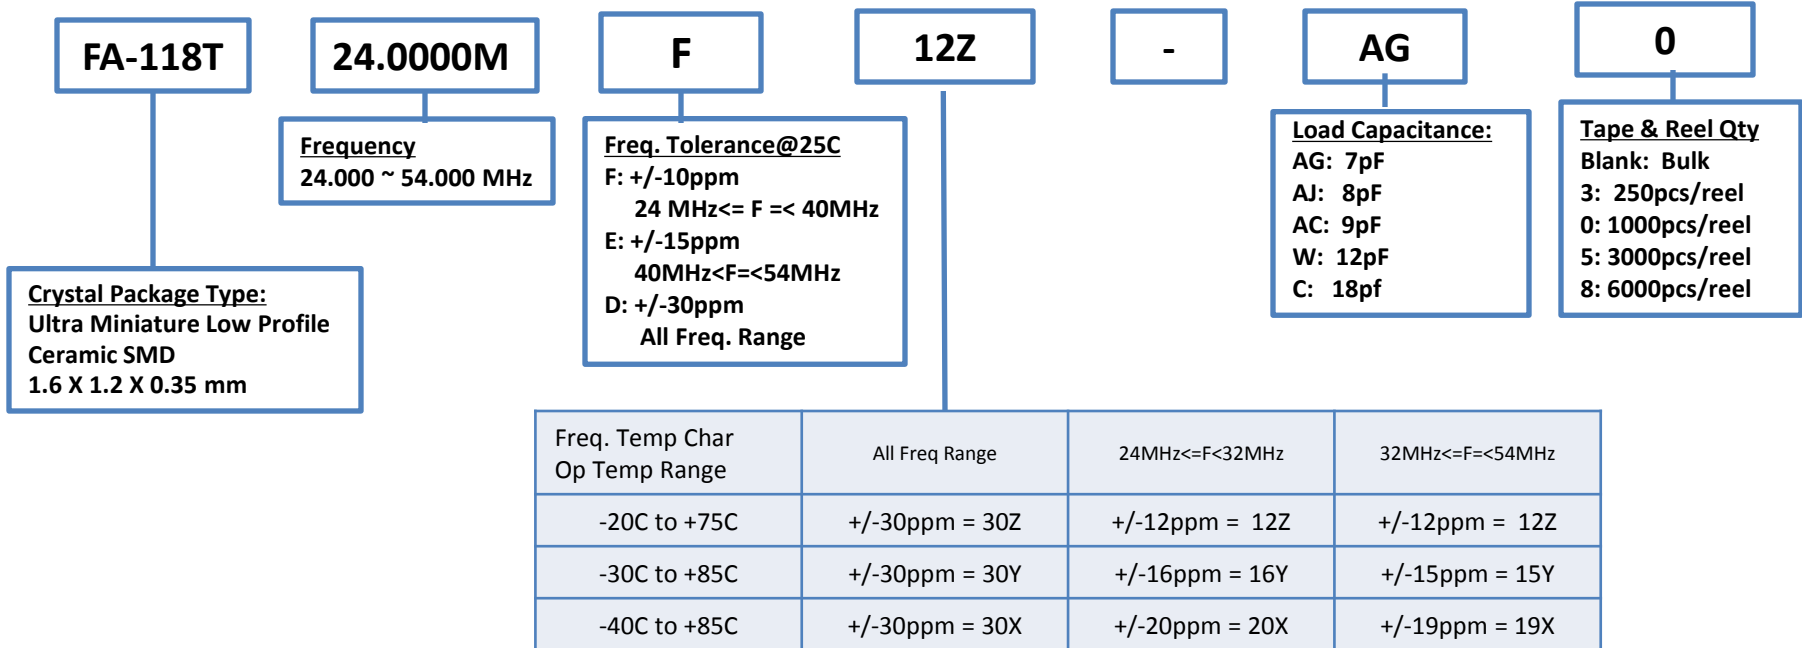 FA-118T
24.0000M
F
12Z
-
AG
0
Frequency
24.000 ~ 54.000 MHz
Freq. Tolerance@25C
F: +/-10ppm
24 MHz<= F =< 40MHz
E: +/-15ppm
40MHz<F=<54MHz
D: +/-30ppm
All Freq. Range
Load Capacitance:
AG: 7pF
AJ: 8pF
AC: 9pF
W: 12pF
C: 18pf
Tape & Reel Qty
Blank: Bulk
3: 250pcs/reel
0: 1000pcs/reel
5: 3000pcs/reel
8: 6000pcs/reel
Crystal Package Type:
Ultra Miniature Low Profile
Ceramic SMD
1.6 X 1.2 X 0.35 mm
Freq. Temp Char
Op Temp Range
All Freq Range
24MHz<=F<32MHz
32MHz<=F=<54MHz
-20C to +75C
+/-30ppm = 30Z
+/-12ppm = 12Z
+/-12ppm = 12Z
-30C to +85C
+/-30ppm = 30Y
+/-16ppm = 16Y
+/-15ppm = 15Y
-40C to +85C
+/-30ppm = 30X
+/-20ppm = 20X
+/-19ppm = 19X